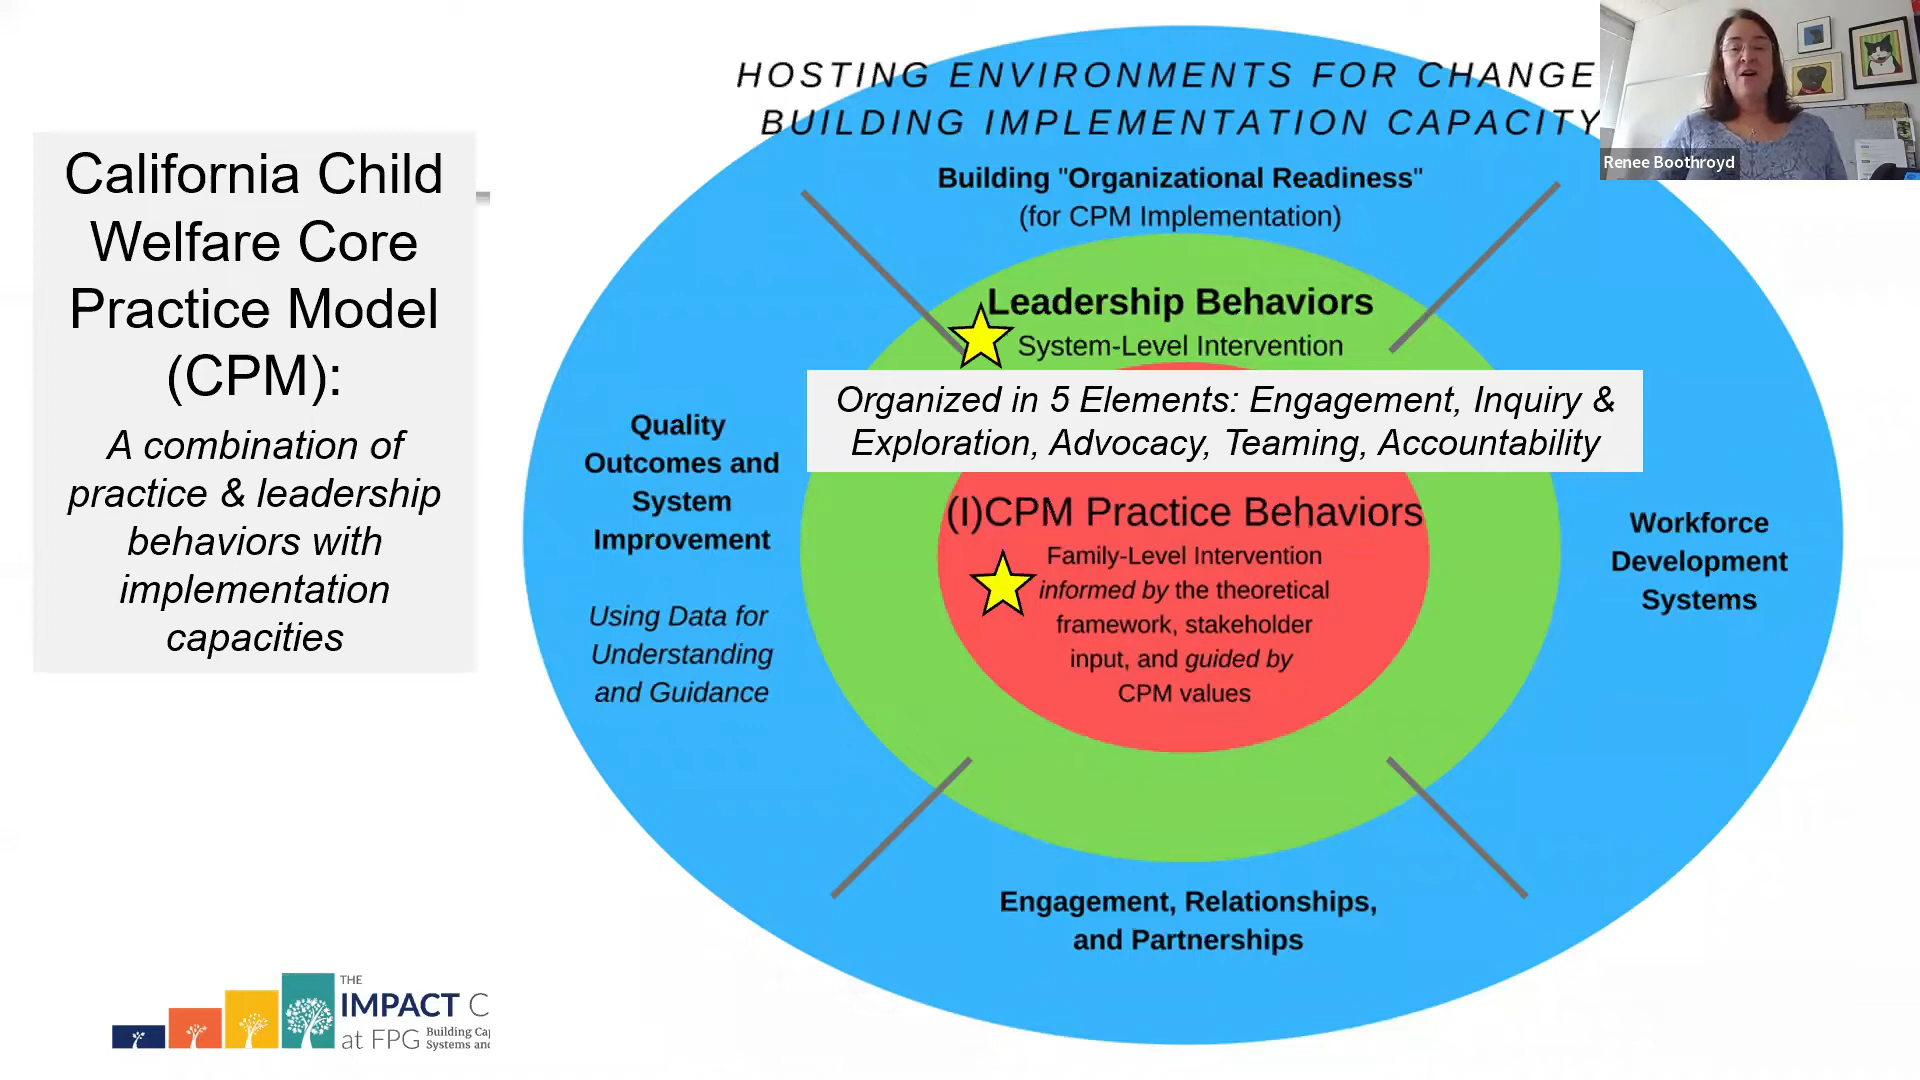 California Child
Welfare Core
Practice Model
(CPM):
A combination of
practice & leadership
behaviors with
implementation
capacities
HOSTING ENVIRONMENTS FOR CHANGE
BUILDING IMPLEMENTATION CAPACITY
Building "Organizational Readiness"
(for CPM Implementation)
Leadership Behaviors
System-Level Intervention
Organized in 5 Elements: Engagement, Inquiry &
Exploration, Advocacy, Teaming, Accountability
(I)CPM Practice Behaviors
Family-Level Intervention
informed by the theoretical
framework, stakeholder
input, and guided by
CPM values
Quality
Outcomes and
System
Improvement
Using Data for
Understanding
and Guidance
Workforce
Development
Systems
Engagement, Relationships,
and Partnerships
Renee Boothroyd
THE
IMPACT C
at FPG
Building Cap
Systems and